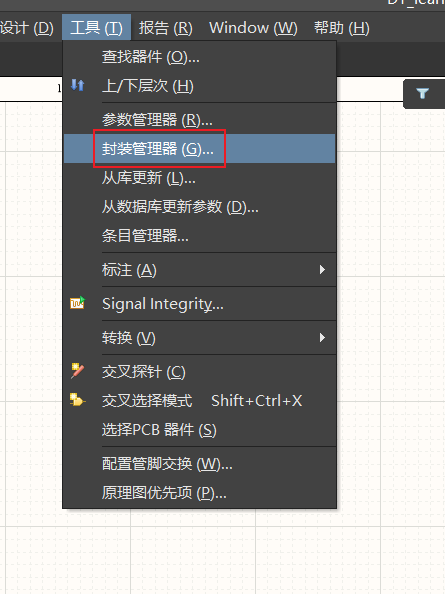 设计 (D) 工具 (T) 报告 (R) Window (W) 帮助 (H)
查找器件 (O)...
上/下层次 (H)
参数管理器 (R)...
封装管理器 (G)...
从库更新 (L)...
从数据库更新参数 (D)...
条目管理器...
标注 (A)
Signal Integrity...
转换 (V)
交叉探针 (C)
交叉选择模式 Shift+Ctrl+X
选择PCB 器件 (S)
配置管脚交换 (W)...
原理图优先项 (P)...